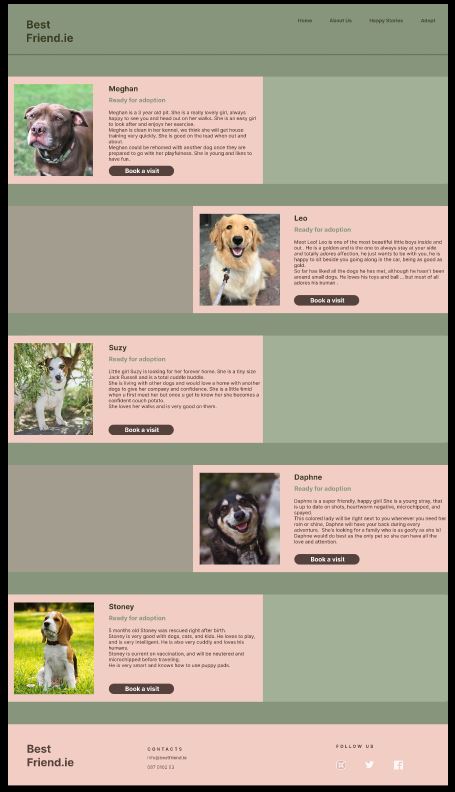 Best
Friend.ie
Home About Us Happy Stories Adopt
Meghan
Ready for adoption
Meghan is a 3 year old pit. She is a really lovely girl, always
happy to see you and head out on her walks. She is an easy girl
to look after and enjoys her exercise.
Meghan is clean in her kennel, we think she will get house
training very quickly. She is good on the lead when out and
about.
Meghan could be rehomed with another dog once they are
prepared to go with her playfulness. She is young and likes to
have fun.
Book a visit
Leo
Ready for adoption
Meet Leo! Leo is one of the most beautiful little boys inside and
out . He is a golden and is the one to always stay at your side
and totally adores affection, he just wants to be with you, he is
happy to sit beside you going along in the car, being as good as
gold.
So far has liked all the dogs he has met, although he hasn't been
around small dogs. He loves his toys and ball .. but most of all
adores his human .
Book a visit
Suzy
Ready for adoption
Little girl Suzy is looking for her forever home. She is a tiny size
Jack Russell and is a total cuddle buddle.
She is living with other dogs and would love a home with another
dogs to give her company and confidence. She is a little timid
when u first meet her but once u get to know her she becomes a
confident couch potato.
She loves her walks and is very good on them.
Book a visit
Daphne
Ready for adoption
Daphne is a super friendly, happy girl! She is a young stray, that
is up to date on shots, heartworm negative, microchipped, and
spayed.
This colored lady will be right next to you wherever you need her
rain or shine, Daphne will have your back during every
adventure. She's looking for a family who is as goofy as she is!
Daphne would do best as the only pet so she can have all the
love and attention.
Book a visit
Stoney
Ready for adoption
5 months old Stoney was rescued right after birth.
Stoney is very good with dogs, cats, and kids. He loves to play,
and is very intelligent. He is also very cuddly and loves his
humans.
Stoney is current on vaccination, and will be neutered and
microchipped before traveling.
He is very smart and knows how to use puppy pads.
Book a visit
Best
Friend.ie
CONTACTS
info@bestfriend.ie
FOLLOW US